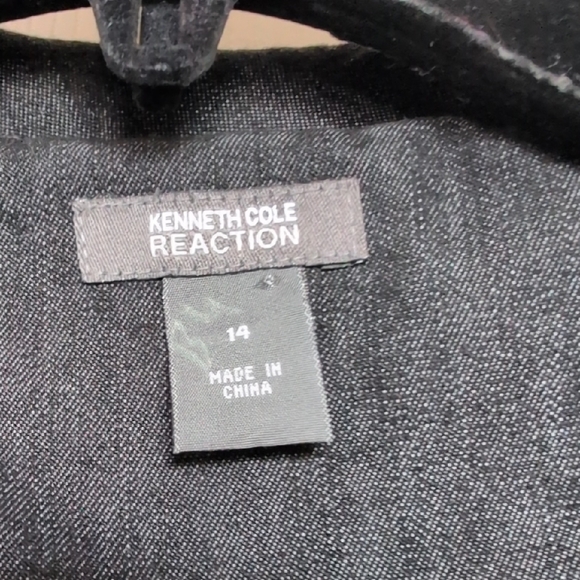 KENNETH COLE
REACTION
14
MADE IN
CHINA